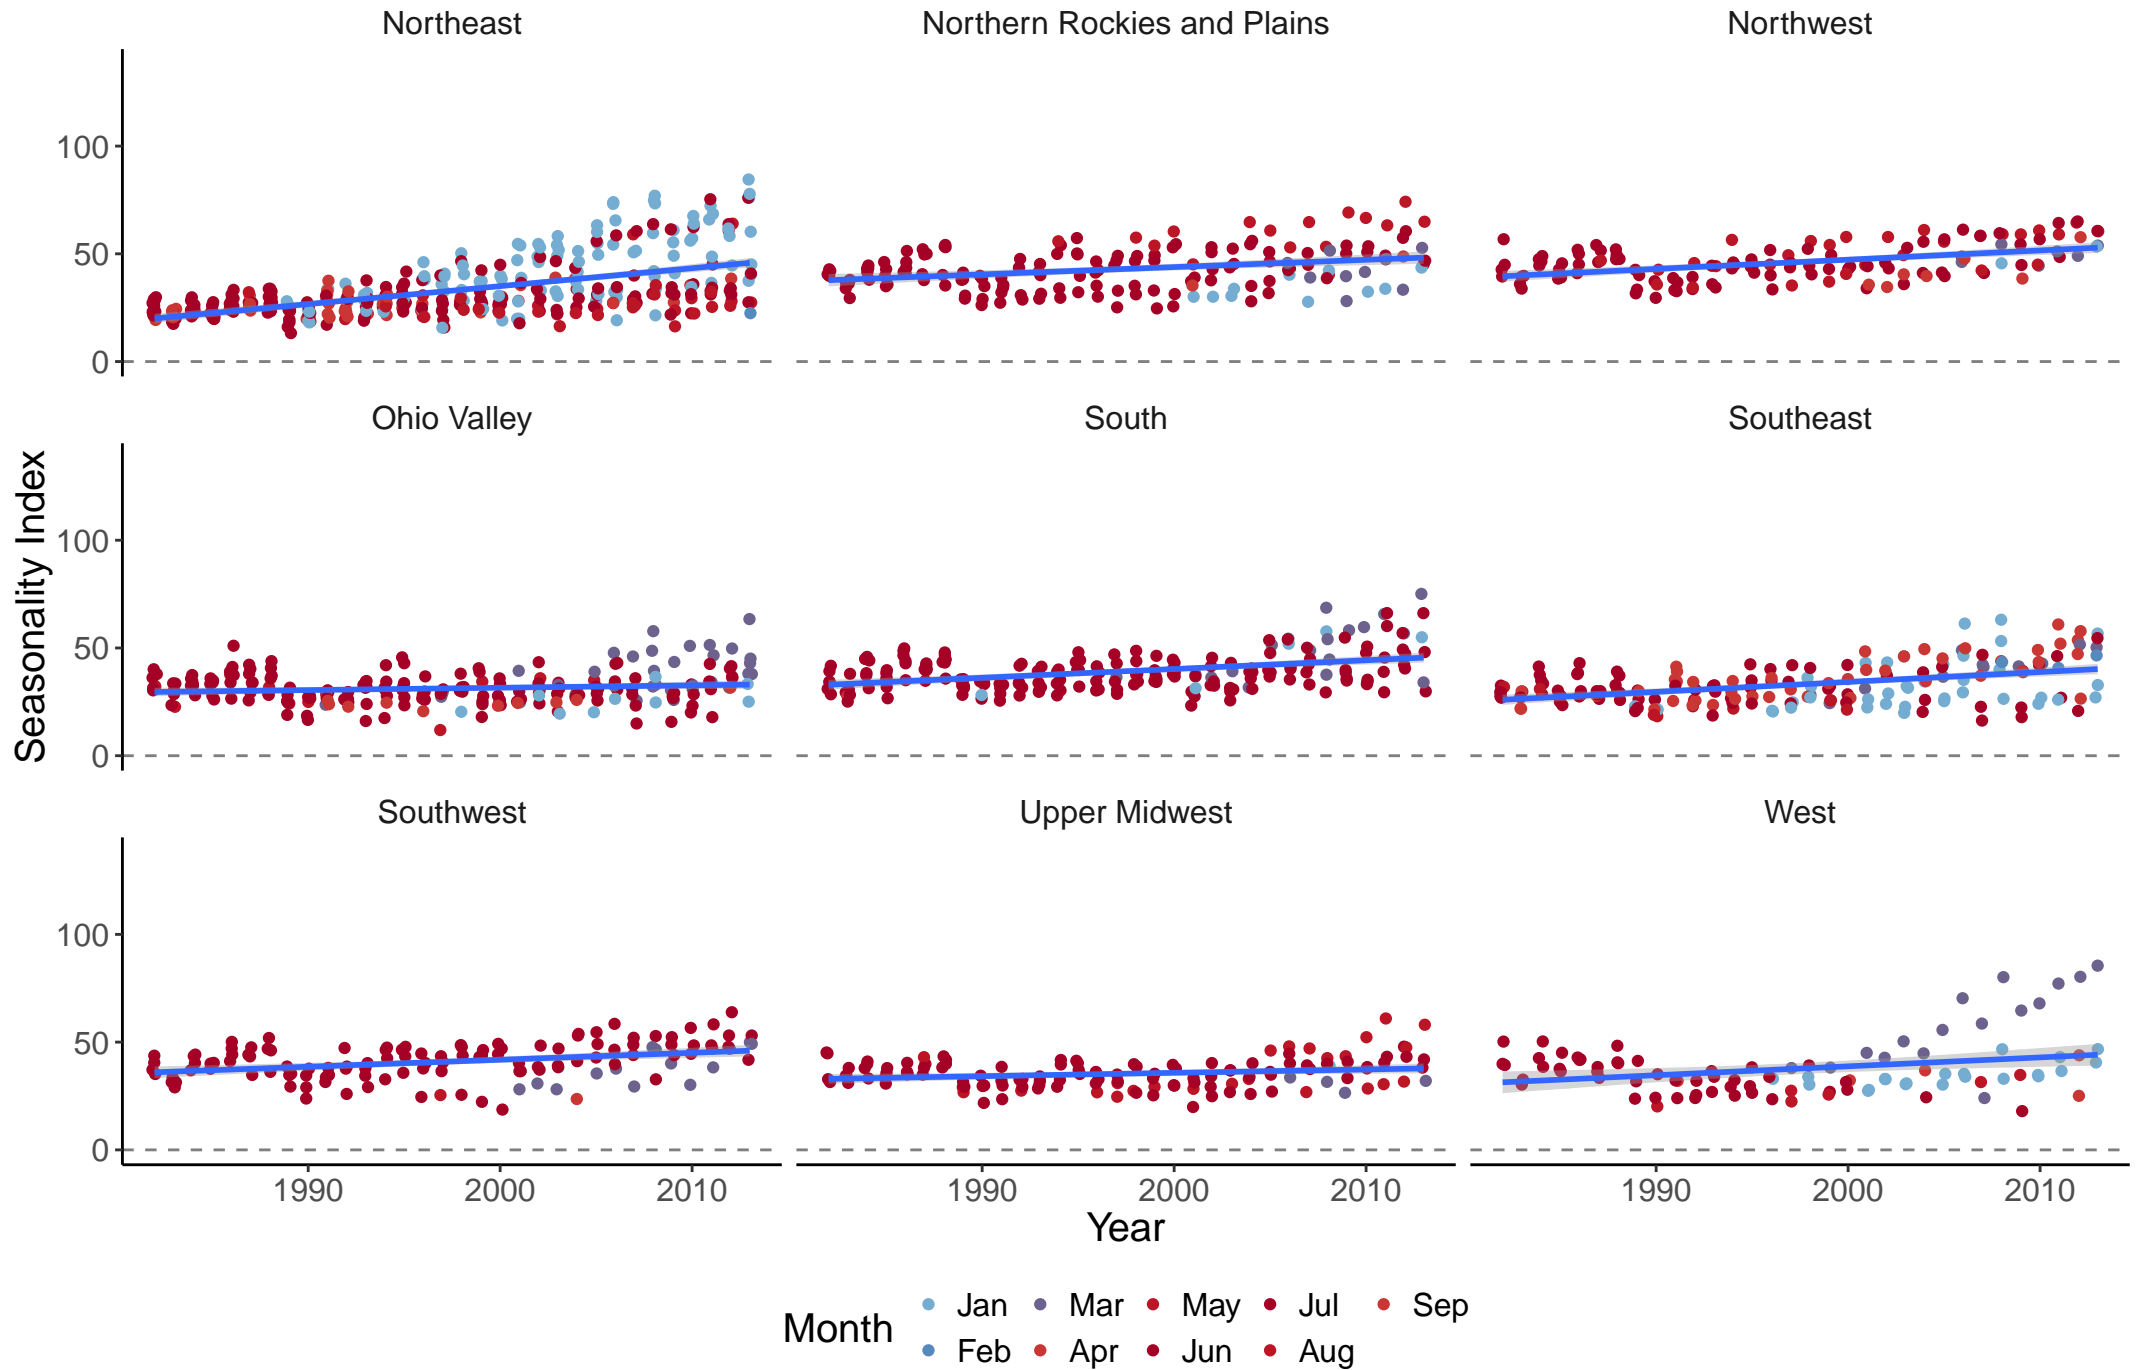 Northeast Northern Rockies and Plains Northwest
100
50
0
Ohio Valley South Southeast
Seasonality Index
100
50
0
Southwest Upper Midwest West
100
50
0
1990 2000 2010 1990 2000 2010 1990 2000 2010
Year
Month
Jan Mar May Jul Sep
Feb Apr Jun Aug